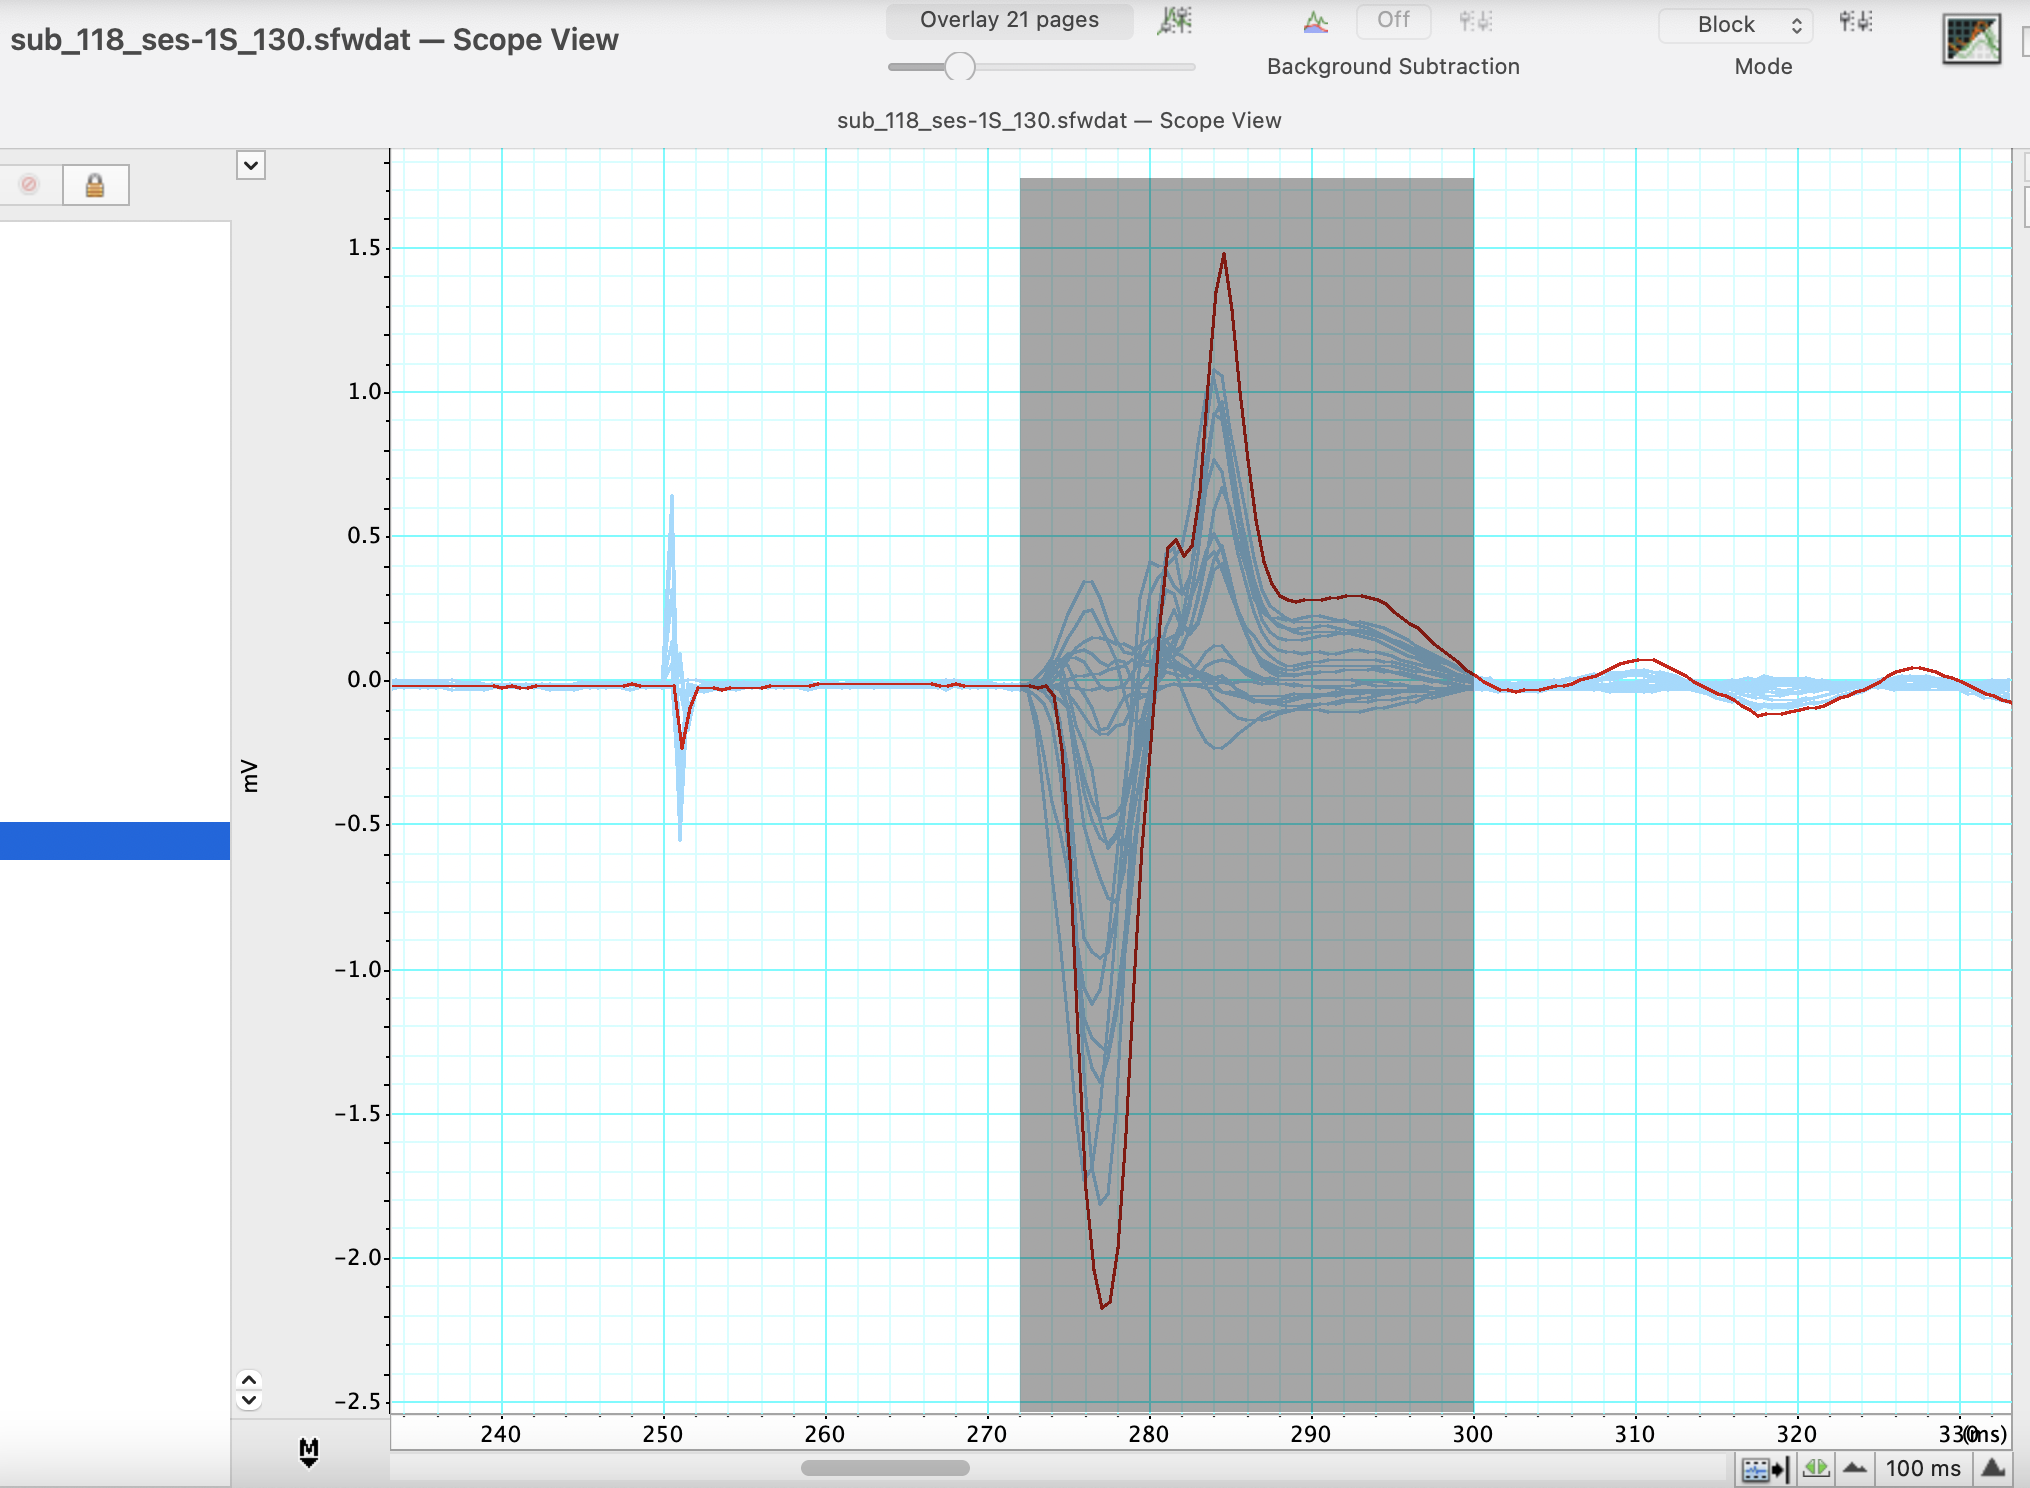 sub_118_ses-1S_130.sfwdat — Scope View
Overlay 21 pages
Off
Block
Background Subtraction
Mode
sub_118_ses-1S_130.sfwdat — Scope View
1.5
1.0
0.5
0.0
mV
−0.5
−1.0
−1.5
−2.0
−2.5
240 250 260 270 280 290 300 310 320 330 (ms)
M
100 ms